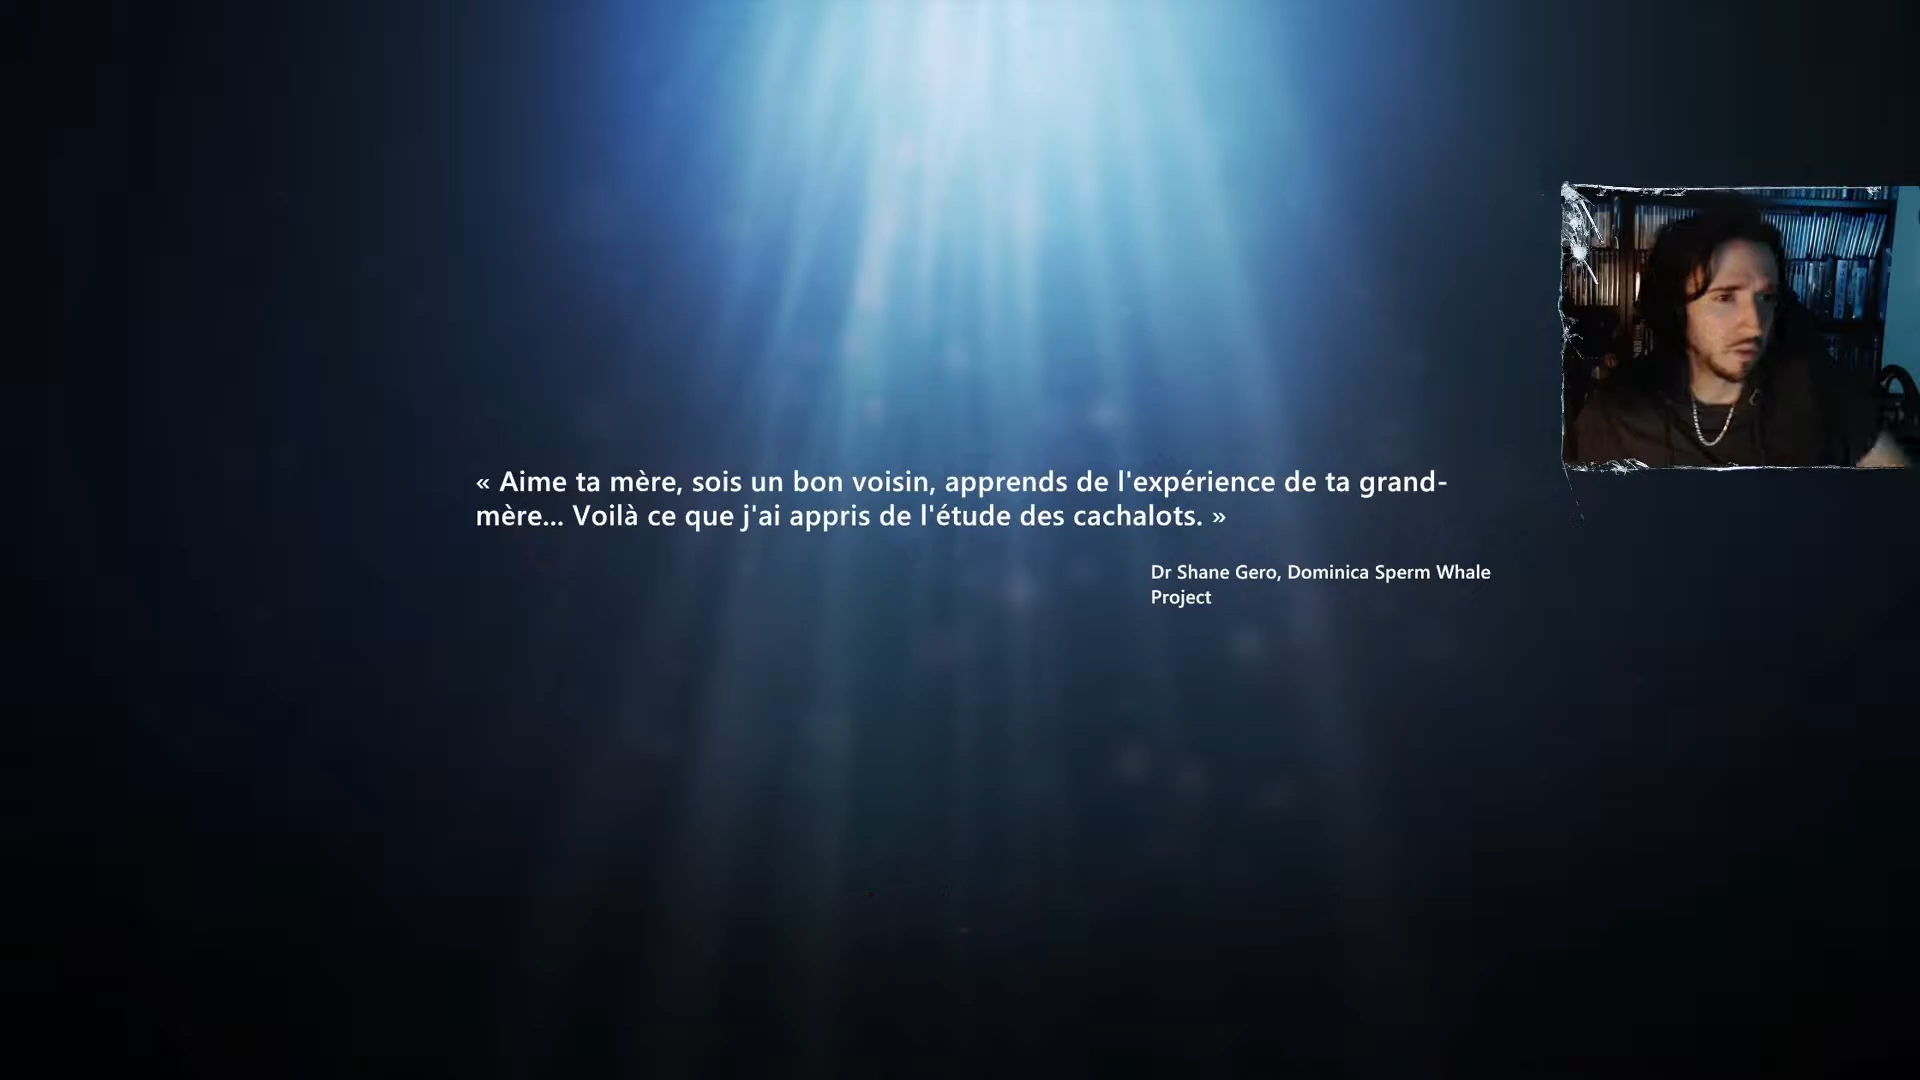 « Aime ta mère, sois un bon voisin, apprends de l'expérience de ta grand-
mère... Voilà ce que j'ai appris de l'étude des cachalots. »
Dr Shane Gero, Dominica Sperm Whale
Project